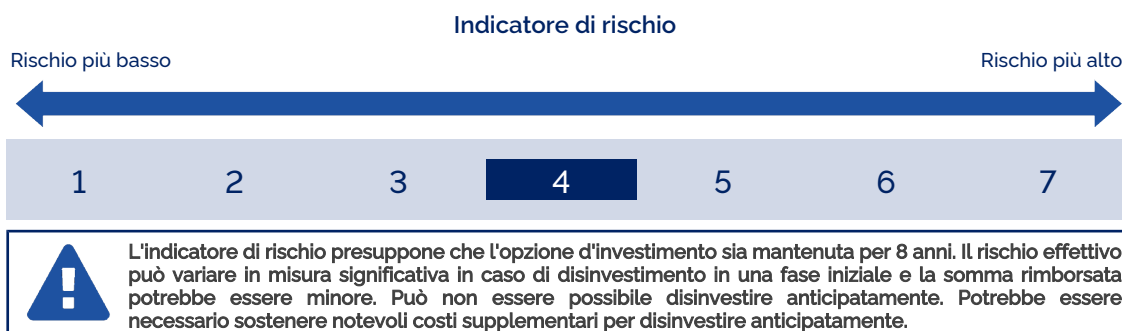 Indicatore di rischio
Rischio più basso
Rischio più alto
1 2 3 4 5 6 7
L'indicatore di rischio presuppone che l'opzione d'investimento sia mantenuta per 8 anni. Il rischio effettivo
può variare in misura significativa in caso di disinvestimento in una fase iniziale e la somma rimborsata
potrebbe essere minore. Può non essere possibile disinvestire anticipatamente. Potrebbe essere
necessario sostenere notevoli costi supplementari per disinvestire anticipatamente.